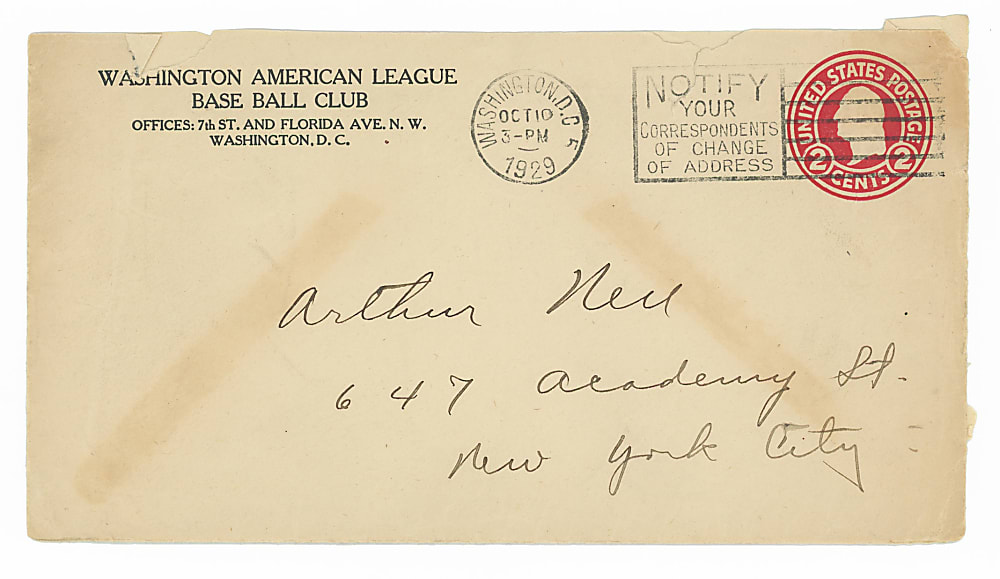 WASHINGTON AMERICAN LEAGUE
BASE BALL CLUB
OFFICES: 7th ST. AND FLORIDA AVE. N. W.
WASHINGTON, D. C.
WASHINGTON, D.C. 5
OCT 10
3-PM
1929
NOTIFY
YOUR
CORRESPONDENTS
OF CHANGE
OF ADDRESS
UNITED STATES POSTAGE
2 CENTS 2
Arthur Neil
647 Academy St.
New York City